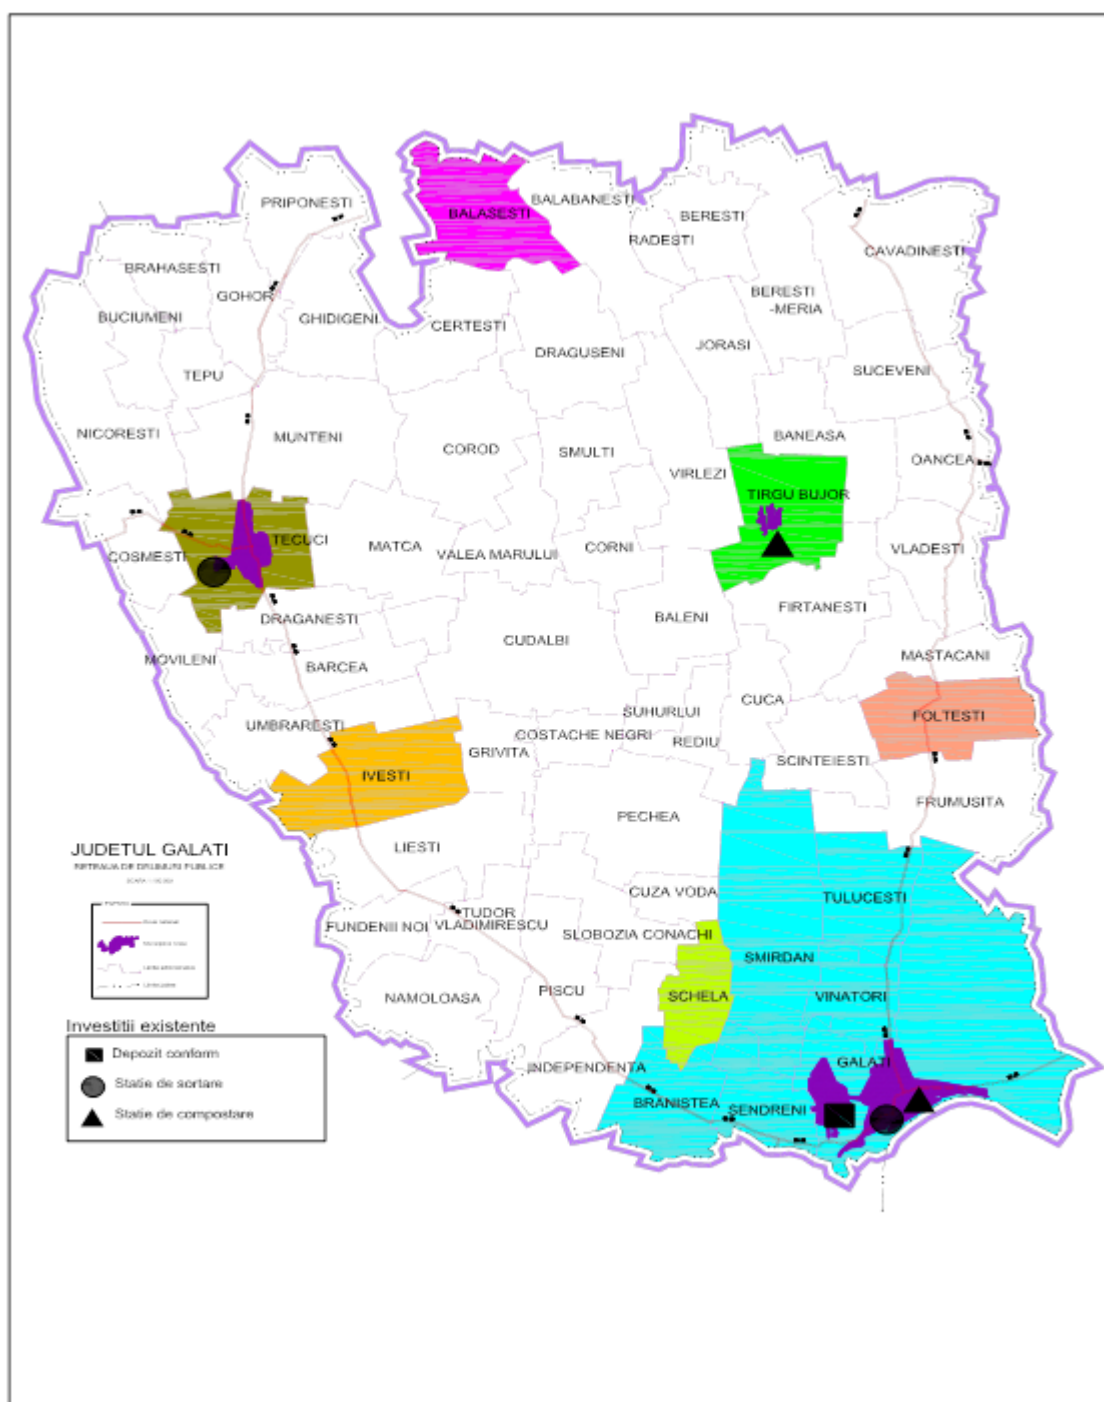 PRIPONESTI
BALASESTI
BALABANESTI
BERESTI
RADESTI
CAVADINESTI
BRAHASESTI
GOHOR
BUCIUMENI
GHIDIGENI
CERTESTI
BERESTI
-MERIA
DRAGUSENI
JORASI
TEPU
SUCEVENI
NICORESTI
MUNTENI
COROD
SMULTI
BANEASA
VIRLEZI
OANCEA
TIRGU BUJOR
COSMESTI
TECUCI
MATCA
VALEA MARULUI
CORNI
VLADESTI
DRAGANESTI
BALENI
FIRTANESTI
CUDALBI
MOVILENI
BARCEA
MASTACANI
CUCA
SUHURLUI
FOLTESTI
UMBRARESTI
COSTACHE NEGRI
REDIU
GRIVITA
SCINTEIESTI
IVESTI
FRUMUSITA
PECHEA
LIESTI
JUDETUL GALATI
RETEAUA DE DRUMURI PUBLICE
CUZA VODA
TULUCESTI
TUDOR
VLADIMIRESCU
FUNDENII NOI
SLOBOZIA CONACHI
SMIRDAN
SCHELA
VINATORI
NAMOLOASA
PISCU
INDEPENDENTA
GALATI
BRANISTEA
SENDRENI
Investitii existente
Depozit conform
Statie de sortare
Statie de compostare